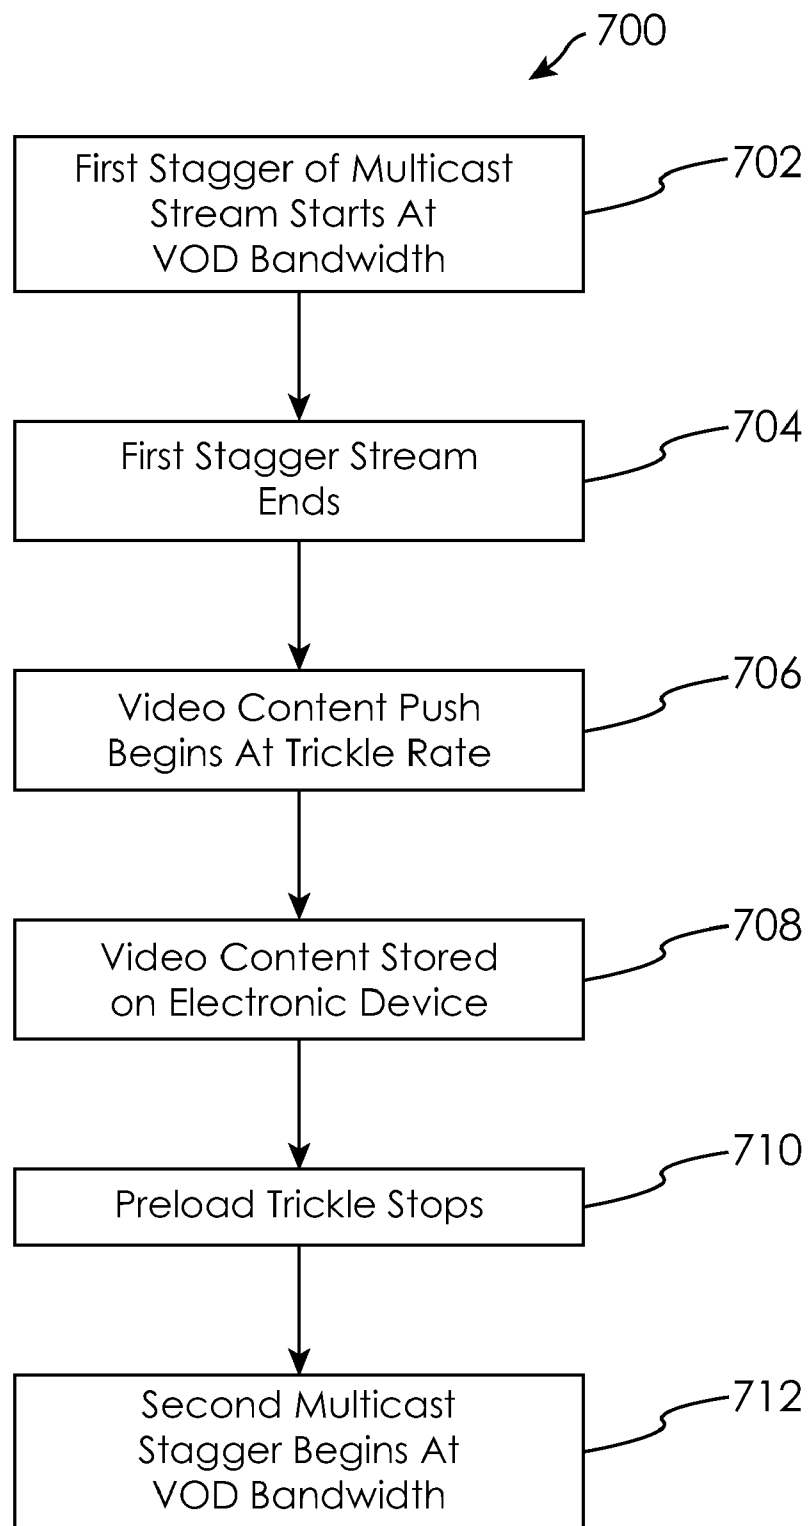 700
First Stagger of Multicast
Stream Starts At
VOD Bandwidth
702
First Stagger Stream
Ends
704
Video Content Push
Begins At Trickle Rate
706
Video Content Stored
on Electronic Device
708
Preload Trickle Stops
710
Second Multicast
Stagger Begins At
VOD Bandwidth
712